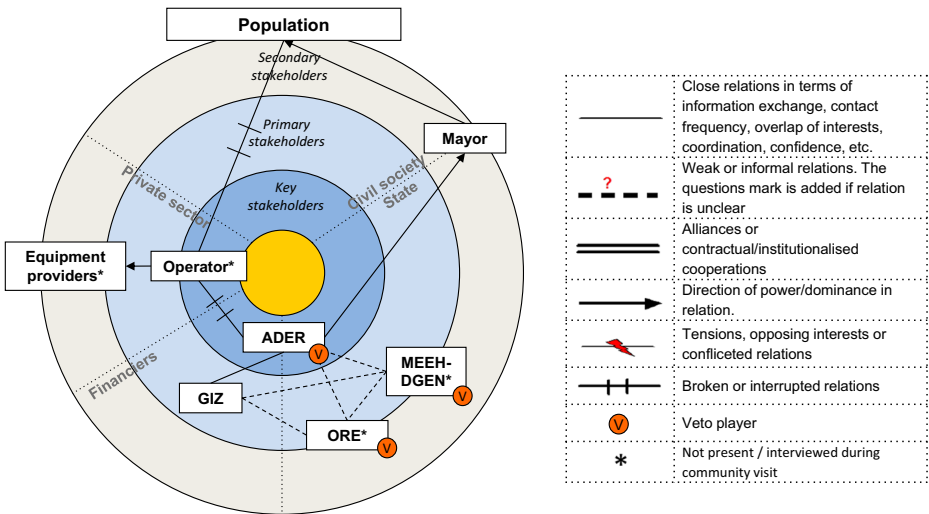 Population
Secondary
stakeholders
Primary
stakeholders
Mayor
Private sector
Civil society
State
Key
stakeholders
Equipment
providers*
Operator*
ADER
V
Financiers
MEEH-
DGEN*
V
GIZ
ORE*
V
Close relations in terms of
information exchange, contact
frequency, overlap of interests,
coordination, confidence, etc.
?
Weak or informal relations. The
questions mark is added if relation
is unclear
Alliances or
contractual/institutionalised
cooperations
Direction of power/dominance in
relation.
Tensions, opposing interests or
confliceted relations
Broken or interrupted relations
V
Veto player
*
Not present / interviewed during
community visit